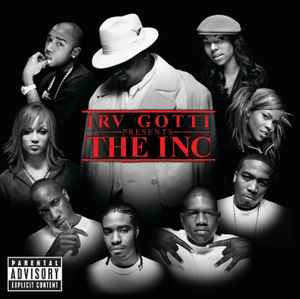 IRV GOTTI
PRESENTS
THE INC
PARENTAL
ADVISORY
EXPLICIT CONTENT